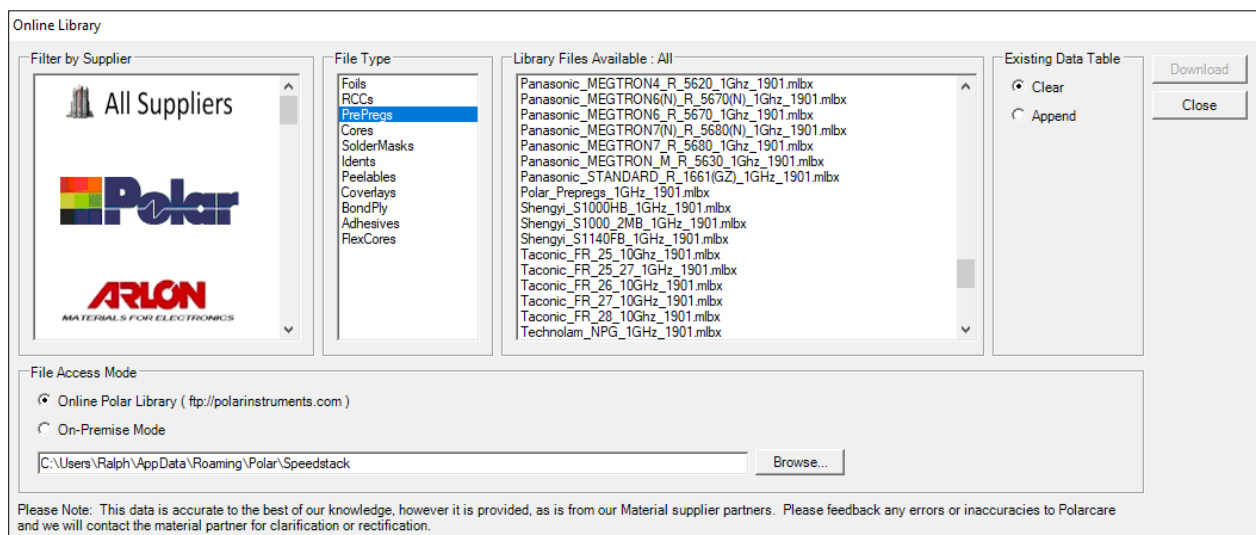 Online Library
Filter by Supplier
All Suppliers
Polar
ARLON
MATERIALS FOR ELECTRONICS
File Type
Foils
RCCs
PrePregs
Cores
SolderMasks
Idents
Peelables
Coverlays
BondPly
Adhesives
FlexCores
Library Files Available : All
Panasonic_MEGTRON4_R_5620_1Ghz_1901.mlbx
Panasonic_MEGTRON6(N)_R_5670(N)_1Ghz_1901.mlbx
Panasonic_MEGTRON6_R_5670_1Ghz_1901.mlbx
Panasonic_MEGTRON7(N)_R_5680(N)_1Ghz_1901.mlbx
Panasonic_MEGTRON7_R_5680_1Ghz_1901.mlbx
Panasonic_MEGTRON_M_R_5630_1Ghz_1901.mlbx
Panasonic_STANDARD_R_1661(GZ)_1GHz_1901.mlbx
Polar_Prepregs_1GHz_1901.mlbx
Shengyi_S1000HB_1GHz_1901.mlbx
Shengyi_S1000_2MB_1GHz_1901.mlbx
Shengyi_S1140FB_1GHz_1901.mlbx
Taconic_FR_25_10Ghz_1901.mlbx
Taconic_FR_25_27_1GHz_1901.mlbx
Taconic_FR_26_10GHz_1901.mlbx
Taconic_FR_27_10GHz_1901.mlbx
Taconic_FR_28_10Ghz_1901.mlbx
Technolam_NPG_1GHz_1901.mlbx
Existing Data Table
Clear
Append
Download
Close
File Access Mode
Online Polar Library ( ftp://polarinstruments.com )
On-Premise Mode
C:\Users\Ralph\AppData\Roaming\Polar\Speedstack
Browse...
Please Note: This data is accurate to the best of our knowledge, however it is provided, as is from our Material supplier partners. Please feedback any errors or inaccuracies to Polarcare
and we will contact the material partner for clarification or rectification.